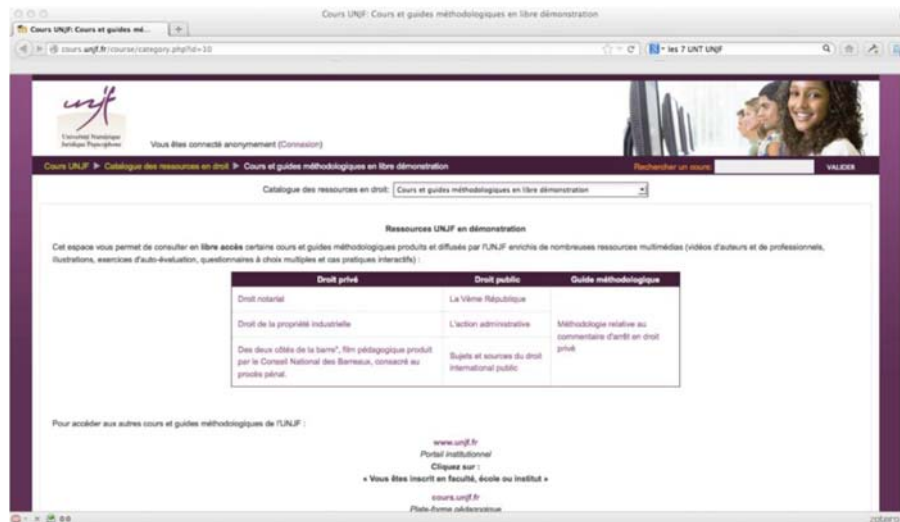 Cours UNJF: Cours et guides méthodologiques en libre démonstration
Cours UNJF: Cours et guides mé...
cours.unjf.fr/course/category.php?id=10
les 7 UNT UNJF
unjf
Université Numérique
Juridique Francophone
Vous êtes connecté anonymement (Connexion)
Cours UNJF ► Catalogue des ressources en droit ► Cours et guides méthodologiques en libre démonstration
Rechercher un cours:
VALIDER
Catalogue des ressources en droit: Cours et guides méthodologiques en libre démonstration
Ressources UNJF en démonstration
Cet espace vous permet de consulter en libre accès certains cours et guides méthodologiques produits et diffusés par l'UNJF enrichis de nombreuses ressources multimédias (vidéos d'auteurs et de professionnels,
illustrations, exercices d'auto-évaluation, questionnaires à choix multiples et cas pratiques interactifs) :
Droit privé Droit public Guide méthodologique
Droit notarial
La Vème République
Droit de la propriété industrielle
L'action administrative
Méthodologie relative au
commentaire d'arrêt en droit
privé
Des deux côtés de la barre", film pédagogique produit
par le Conseil National des Barreaux, consacré au
procès pénal.
Sujets et sources du droit
international public
Pour accéder aux autres cours et guides méthodologiques de l'UNJF :
www.unjf.fr
Portail institutionnel
Cliquez sur :
« Vous êtes inscrit en faculté, école ou institut »
cours.unjf.fr
Plate-forme pédagogique
zotero